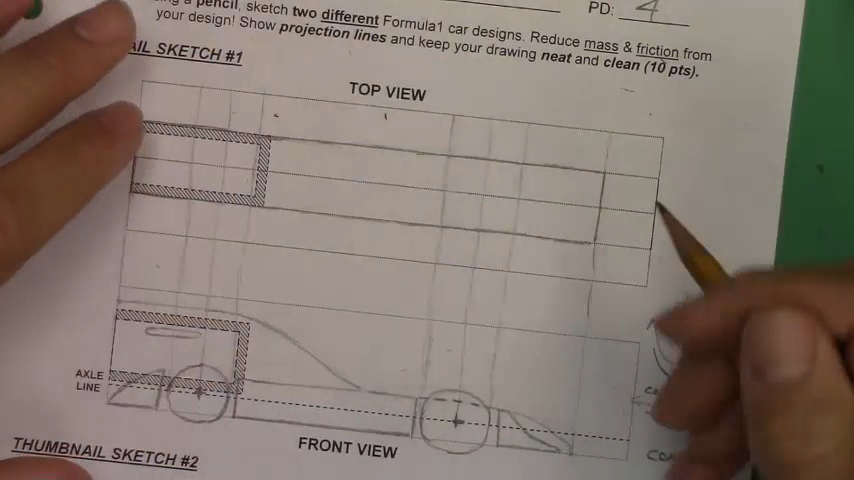 PD: 4
pencil, sketch two different Formula1 car designs. Reduce mass & friction from
your design! Show projection lines and keep your drawing neat and clean (10 pts).
SKETCH #1
TOP VIEW
AXLE
LINE
FRONT VIEW
THUMBNAIL SKETCH #2